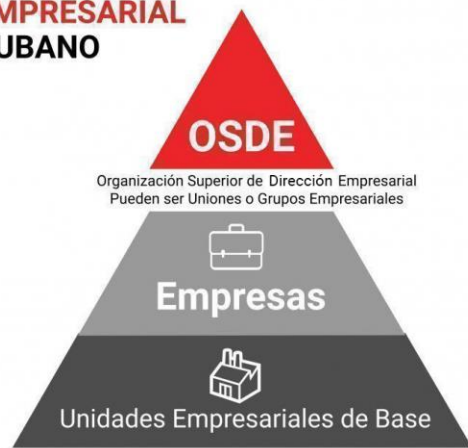 MPRESARIAL
UBANO
OSDE
Organización Superior de Dirección Empresarial
Pueden ser Uniones o Grupos Empresariales
Empresas
Unidades Empresariales de Base